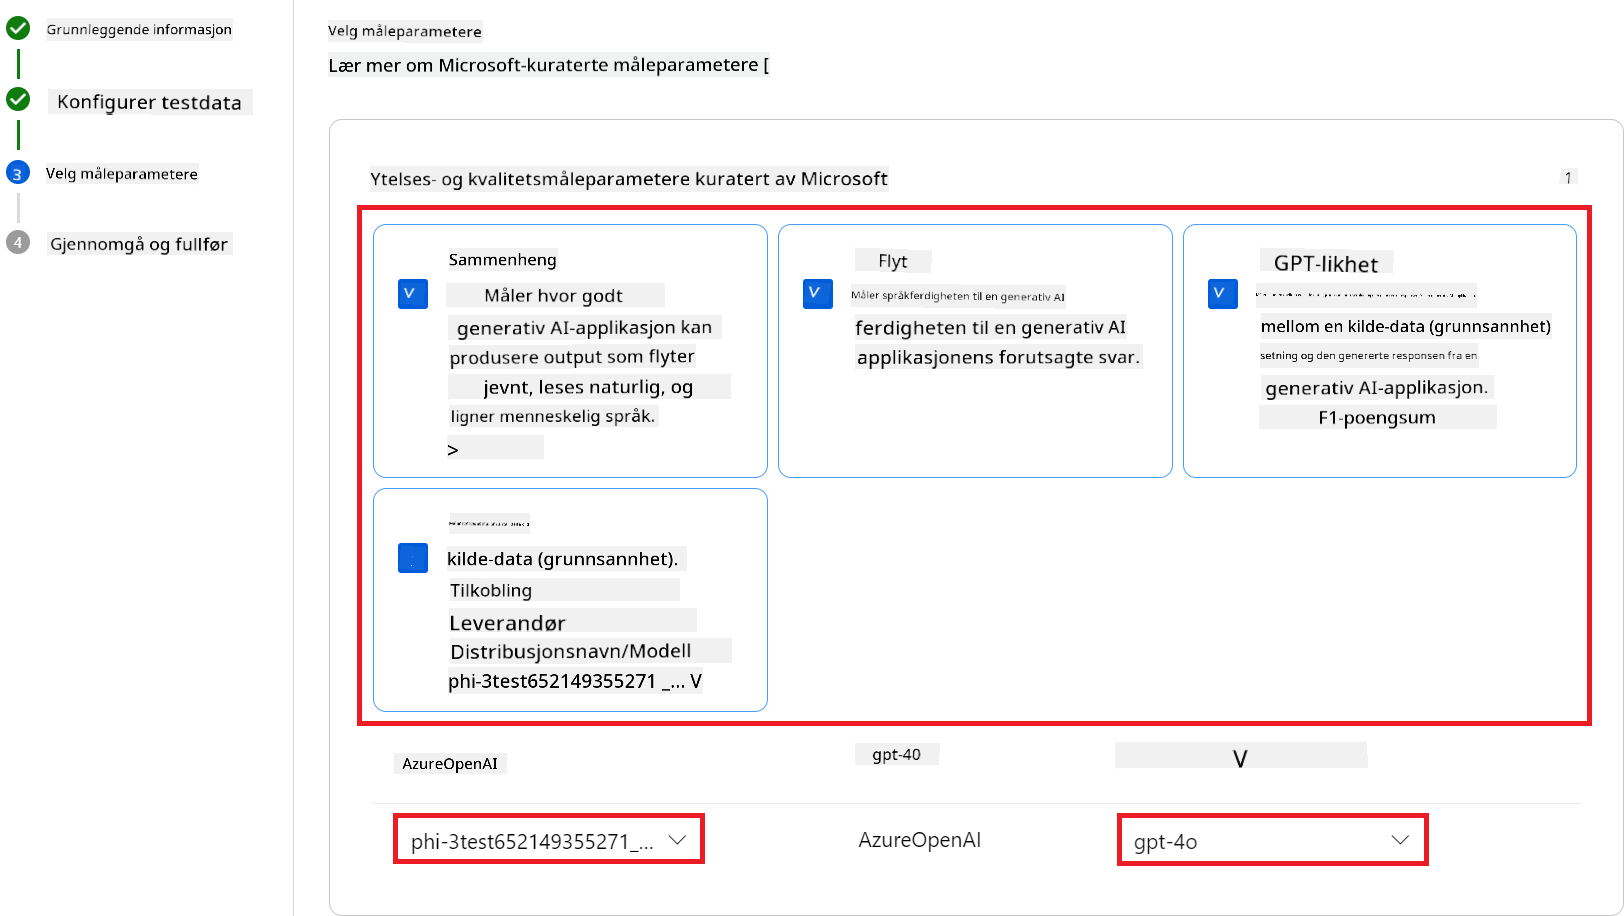 Grunnleggende informasjon
Konfigurer testdata
3
Velg måleparametere
4
Gjennomgå og fullfør
Velg måleparametere
Lær mer om Microsoft-kuraterte måleparametere [
Ytelses- og kvalitetsmåleparametere kuratert av Microsoft
1
Sammenheng
V
Måler hvor godt
generativ AI-applikasjon kan
produsere output som flyter
jevnt, leses naturlig, og
ligner menneskelig språk.
>
Flyt
V
Måler språkferdigheten til en generativ AI
ferdigheten til en generativ AI
applikasjonens forutsagte svar.
GPT-likhet
V
mellom en kilde-data (grunnsannhet)
setning og den genererte responsen fra en
generativ AI-applikasjon.
F1-poengsum
kilde-data (grunnsannhet).
Tilkobling
Leverandør
Distribusjonsnavn/Modell
phi-3test652149355271 _... V
AzureOpenAI
gpt-40
V
phi-3test652149355271_...
AzureOpenAI
gpt-4o